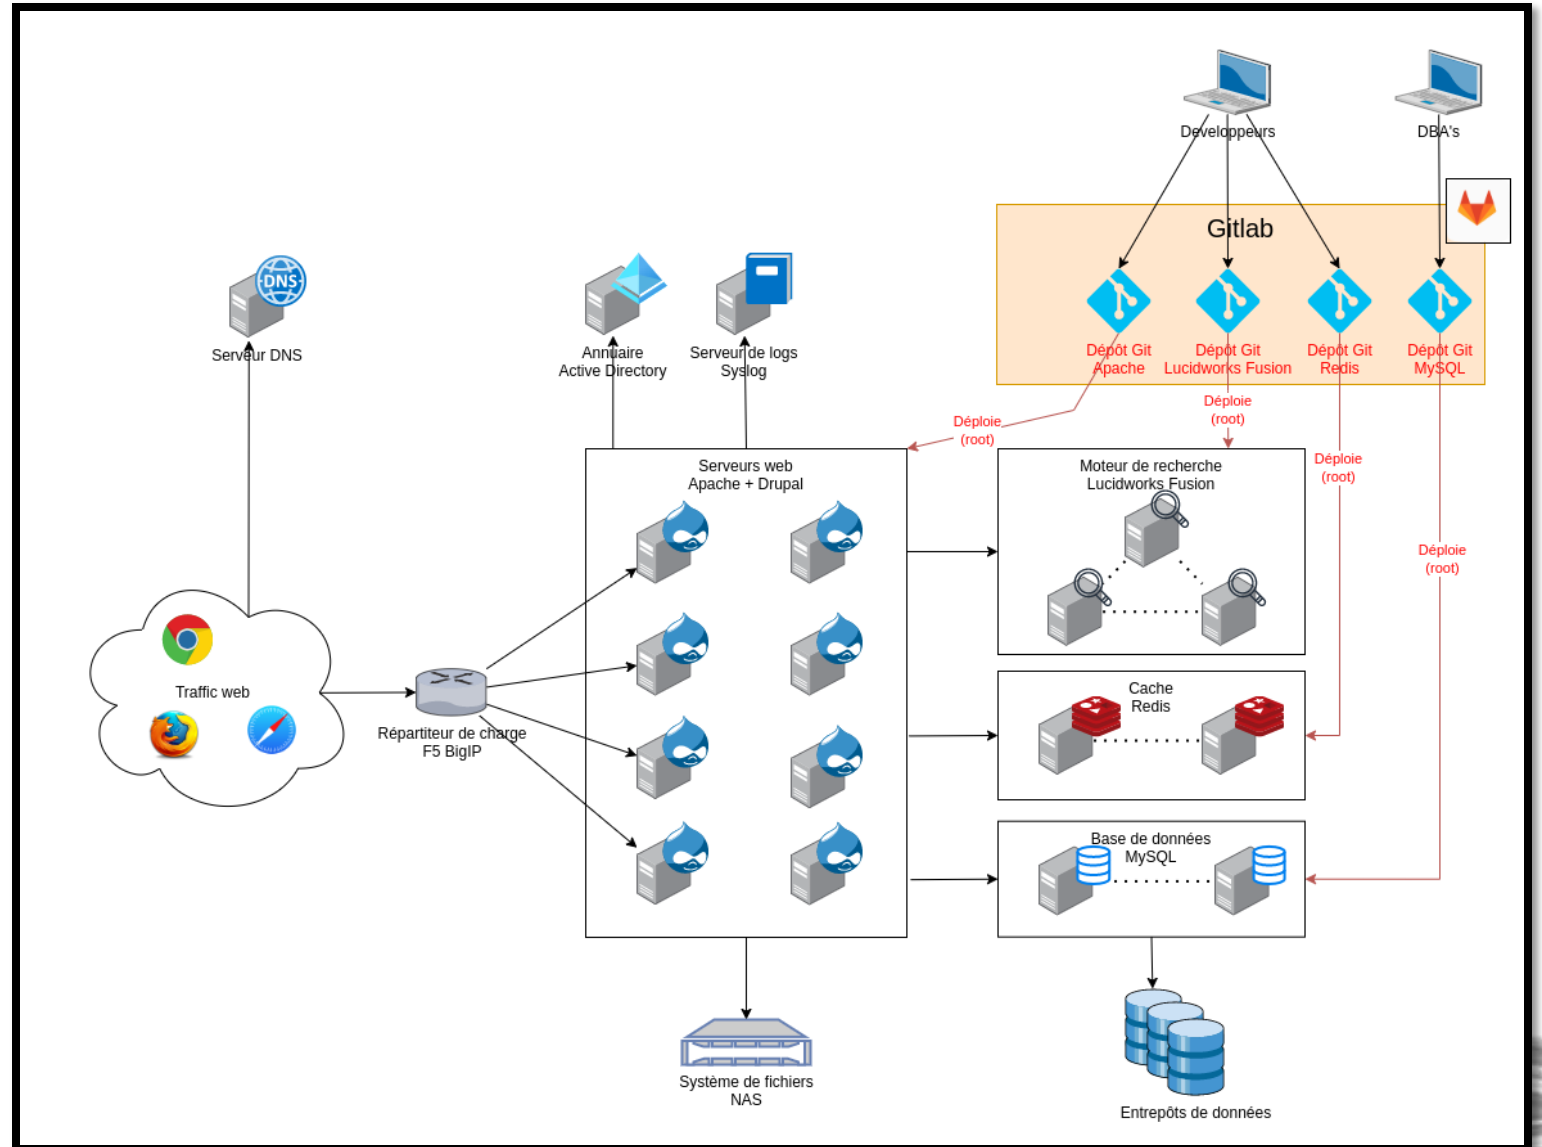 Developpeurs
DBA's
Gitlab
DNS
Serveur DNS
Annuaire
Active Directory
Serveur de logs
Syslog
Dépôt Git
Apache
Dépôt Git
Lucidworks Fusion
Dépôt Git
Redis
Dépôt Git
MySQL
Déploie
(root)
Déploie
(root)
Déploie
(root)
Déploie
(root)
Serveurs web
Apache + Drupal
Moteur de recherche
Lucidworks Fusion
Traffic web
Répartiteur de charge
F5 BigIP
Cache
Redis
Base de données
MySQL
Système de fichiers
NAS
Entrepôts de données